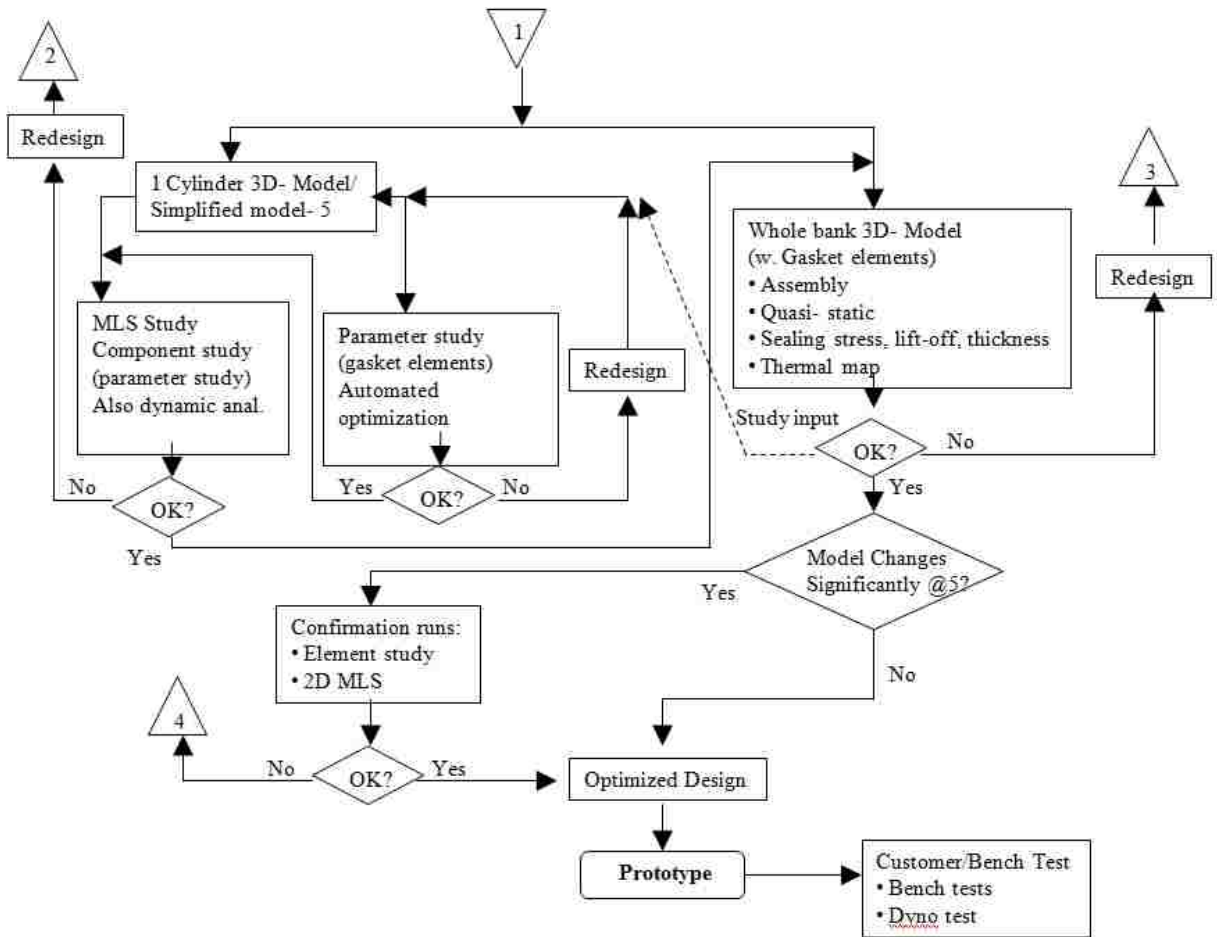 1
2
Redesign
1 Cylinder 3D- Model/
Simplified model- 5
3
Redesign
Whole bank 3D- Model
(w. Gasket elements)
• Assembly
• Quasi- static
• Sealing stress, lift-off, thickness
• Thermal map
MLS Study
Component study
(parameter study)
Also dynamic anal.
Parameter study
(gasket elements)
Automated
optimization
Redesign
Study input
OK?
No
Yes
No
OK?
Yes
Yes
OK?
No
Model Changes
Significantly @5?
Yes
No
Confirmation runs:
• Element study
• 2D MLS
4
No
OK?
Yes
Optimized Design
Prototype
Customer/Bench Test
• Bench tests
• Dyno test